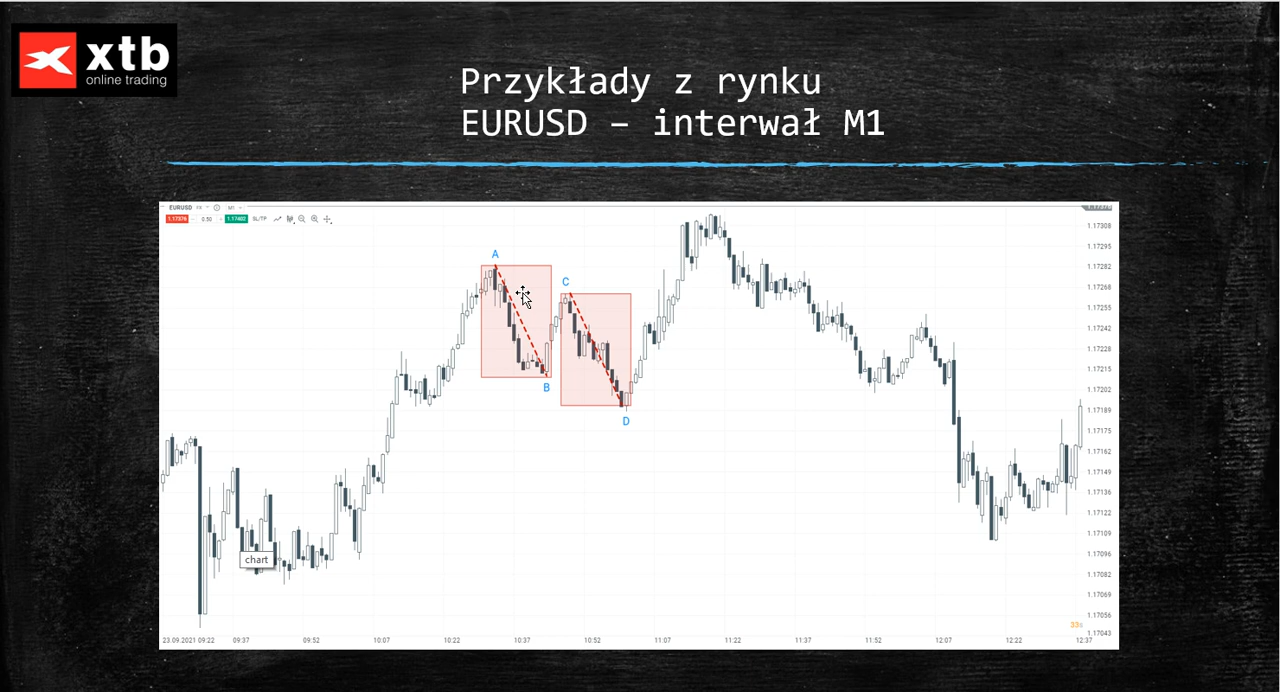 xtb
online trading
Przykłady z rynku
EURUSD – interwał M1
EURUSD FX M1
1.17376 0.50 1.17402 SL/TP
1.17308
1.17295
A
1.17282
C
1.17268
1.17255
1.17242
1.17228
1.17215
B
1.17202
1.17189
D
1.17175
1.17162
1.17149
1.17136
1.17122
1.17109
chart
1.17096
1.17082
1.17069
1.17056
33s
1.17043
23.09.2021 09:22 09:37 09:52 10:07 10:22 10:37 10:52 11:07 11:22 11:37 11:52 12:07 12:22 12:37